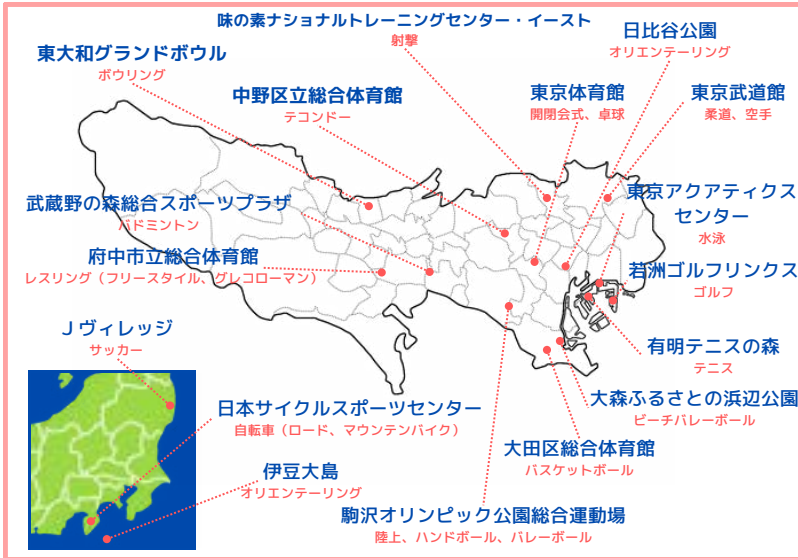 味の素ナショナルトレーニングセンター・イースト
射撃
日比谷公園
オリエンテーリング
東大和グランドボウル
ボウリング
中野区立総合体育館
テコンドー
東京体育館
開閉会式、卓球
東京武道館
柔道、空手
武蔵野の森総合スポーツプラザ
バドミントン
東京アクアティクス
センター
水泳
府中市立総合体育館
レスリング（フリースタイル、グレコローマン）
若洲ゴルフリンクス
ゴルフ
Ｊヴィレッジ
サッカー
有明テニスの森
テニス
大森ふるさとの浜辺公園
ビーチバレーボール
日本サイクルスポーツセンター
自転車（ロード、マウンテンバイク）
大田区総合体育館
バスケットボール
伊豆大島
オリエンテーリング
駒沢オリンピック公園総合運動場
陸上、ハンドボール、バレーボール